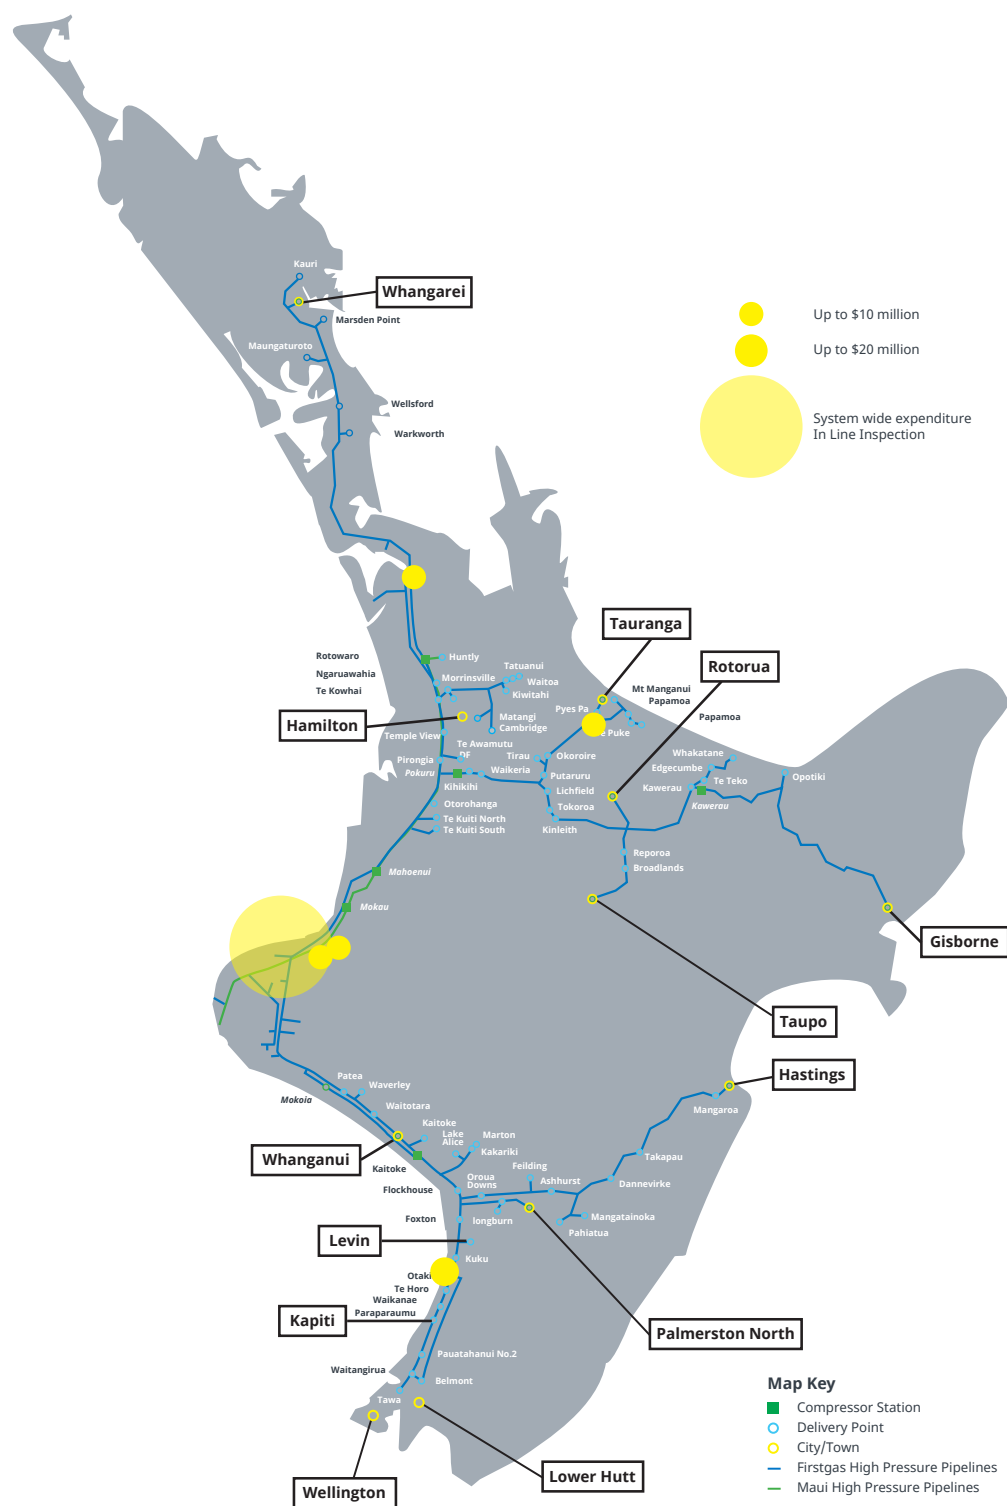 Kauri
Whangarei
Marsden Point
Maungaturoto
Wellsford
Warkworth
Up to $10 million
Up to $20 million
System wide expenditure
In Line Inspection
Tauranga
Rotorua
Rotowaro
Huntly
Ngaruawahia
Morrinsville
Tatuanui
Waitoa
Te Kowhai
Kiwitahi
Mt Manganui
Papamoa
Pyes Pa
Papamoa
Hamilton
Matangi
Cambridge
Temple View
Te Puke
Te Awamutu
DF
Pirongia
Tirau
Okoroire
Whakatane
Edgecumbe
Pokuru
Waikeria
Putaruru
Te Teko
Opotiki
Kihikihi
Lichfield
Kawerau
Kawerau
Otorohanga
Tokoroa
Te Kuiti North
Te Kuiti South
Kinleith
Reporoa
Broadlands
Mahoenui
Mokau
Gisborne
Taupo
Hastings
Patea
Waverley
Mokoia
Waitotara
Mangaroa
Kaitoke
Lake
Alice
Marton
Kakariki
Whanganui
Kaitoke
Takapau
Feilding
Flockhouse
Oroua
Downs
Ashhurst
Dannevirke
Foxton
longburn
Mangatainoka
Pahiatua
Levin
Kuku
Otaki
Te Horo
Waikanae
Paraparaumu
Kapiti
Palmerston North
Pauatahanui No.2
Waitangirua
Belmont
Tawa
Wellington
Lower Hutt
Map Key
Compressor Station
Delivery Point
City/Town
Firstgas High Pressure Pipelines
Maui High Pressure Pipelines